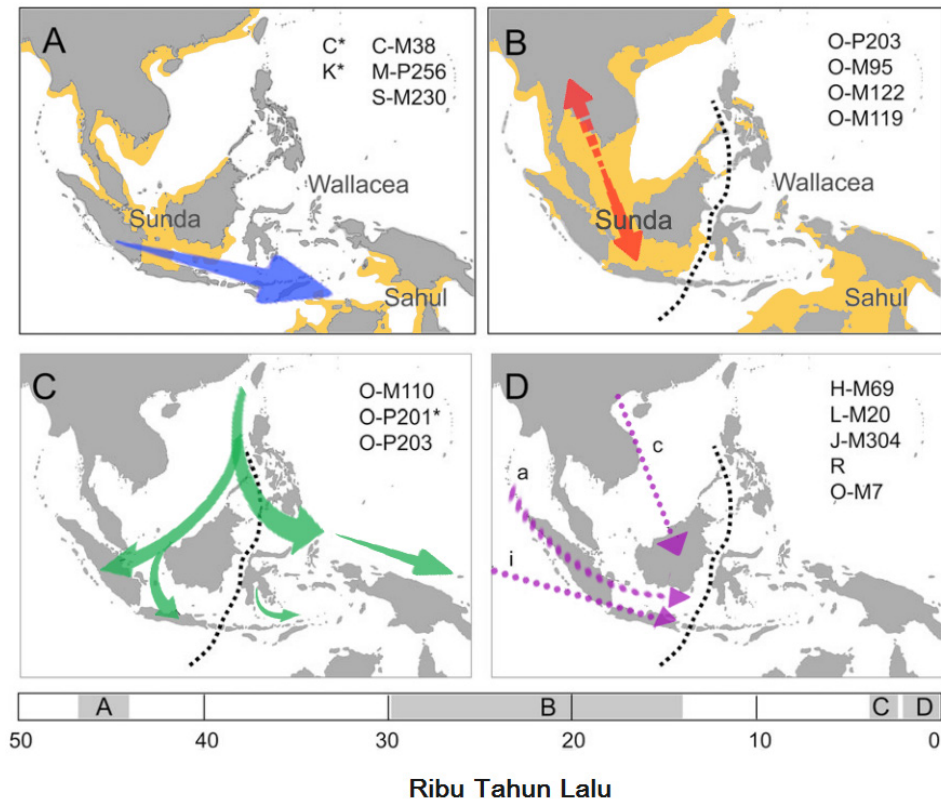 A
C* C-M38
K* M-P256
S-M230
Wallacea
Sunda
Sahul
B
O-P203
O-M95
O-M122
O-M119
Wallacea
Sunda
Sahul
C
O-M110
O-P201*
O-P203
D
H-M69
L-M20
J-M304
R
O-M7
c
a
i
A B C D
50 40 30 20 10 0
Ribu Tahun Lalu